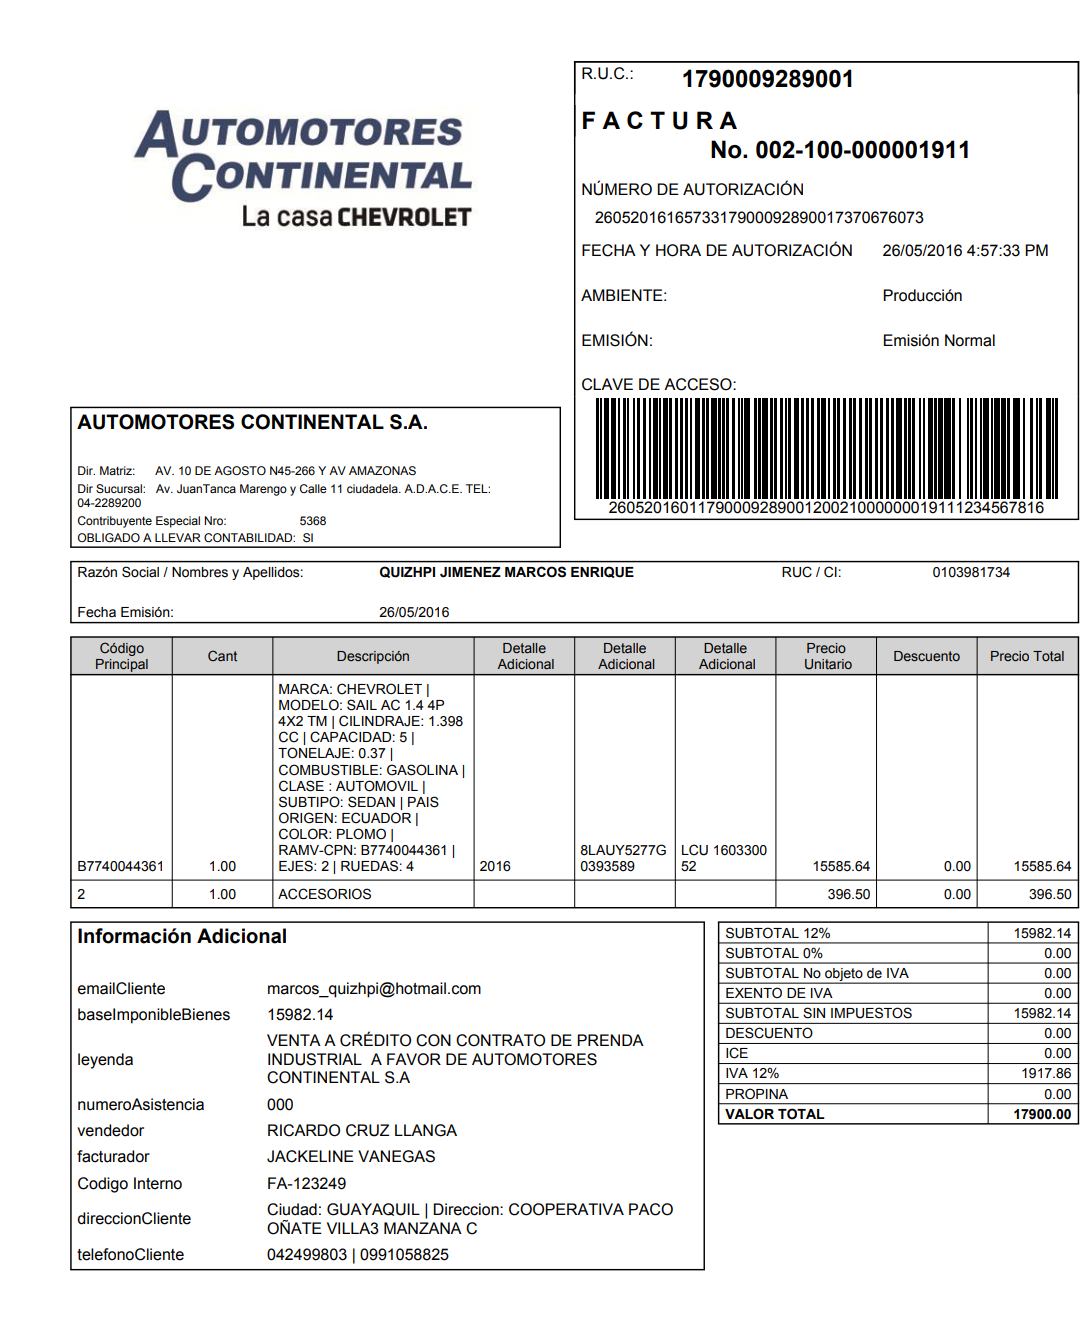 AUTOMOTORES
CONTINENTAL
La casa CHEVROLET
R.U.C.: 1790009289001
F A C T U R A
No. 002-100-000001911
NÚMERO DE AUTORIZACIÓN
2605201616573317900092890017370676073
FECHA Y HORA DE AUTORIZACIÓN 26/05/2016 4:57:33 PM
AMBIENTE: Producción
EMISIÓN: Emisión Normal
CLAVE DE ACCESO:
2605201601179000928900120021000000019111234567816
AUTOMOTORES CONTINENTAL S.A.
Dir. Matriz: AV. 10 DE AGOSTO N45-266 Y AV AMAZONAS
Dir Sucursal: Av. JuanTanca Marengo y Calle 11 ciudadela. A.D.A.C.E. TEL:
04-2289200
Contribuyente Especial Nro: 5368
OBLIGADO A LLEVAR CONTABILIDAD: SI
Razón Social / Nombres y Apellidos: QUIZHPI JIMENEZ MARCOS ENRIQUE RUC / CI: 0103981734
Fecha Emisión: 26/05/2016
Código Principal Cant Descripción Detalle Adicional Detalle Adicional Detalle Adicional Precio Unitario Descuento Precio Total
MARCA: CHEVROLET |
MODELO: SAIL AC 1.4 4P
4X2 TM | CILINDRAJE: 1.398
CC | CAPACIDAD: 5 |
TONELAJE: 0.37 |
COMBUSTIBLE: GASOLINA |
CLASE : AUTOMOVIL |
SUBTIPO: SEDAN | PAIS
ORIGEN: ECUADOR |
COLOR: PLOMO |
RAMV-CPN: B7740044361 | 8LAUY5277G LCU 1603300
B7740044361 1.00 EJES: 2 | RUEDAS: 4 2016 0393589 52 15585.64 0.00 15585.64
2 1.00 ACCESORIOS 396.50 0.00 396.50
Información Adicional
emailCliente marcos_quizhpi@hotmail.com
baseImponibleBienes 15982.14
leyenda VENTA A CRÉDITO CON CONTRATO DE PRENDA
INDUSTRIAL A FAVOR DE AUTOMOTORES
CONTINENTAL S.A
numeroAsistencia 000
vendedor RICARDO CRUZ LLANGA
facturador JACKELINE VANEGAS
Codigo Interno FA-123249
direccionCliente Ciudad: GUAYAQUIL | Direccion: COOPERATIVA PACO
OÑATE VILLA3 MANZANA C
telefonoCliente 042499803 | 0991058825
SUBTOTAL 12% 15982.14
SUBTOTAL 0% 0.00
SUBTOTAL No objeto de IVA 0.00
EXENTO DE IVA 0.00
SUBTOTAL SIN IMPUESTOS 15982.14
DESCUENTO 0.00
ICE 0.00
IVA 12% 1917.86
PROPINA 0.00
VALOR TOTAL 17900.00